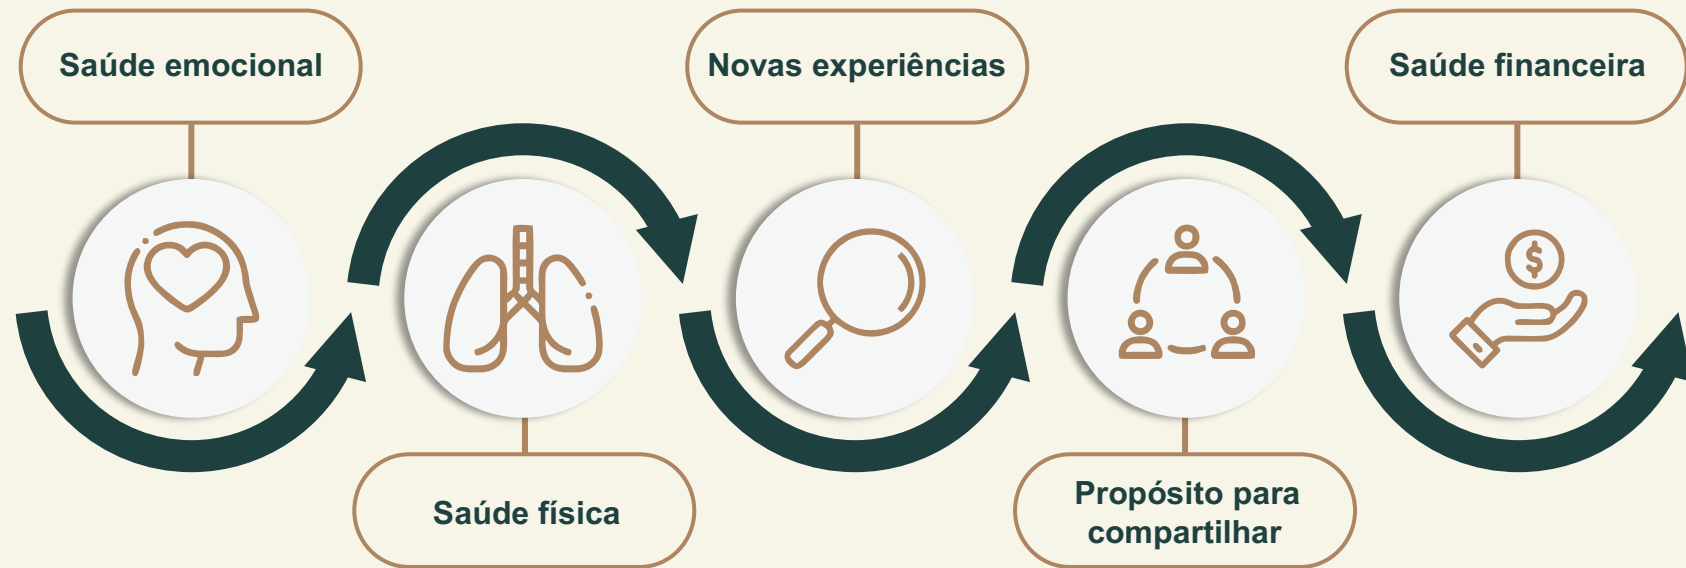 Saúde emocional
Novas experiências
Saúde financeira
Saúde física
Propósito para
compartilhar
$